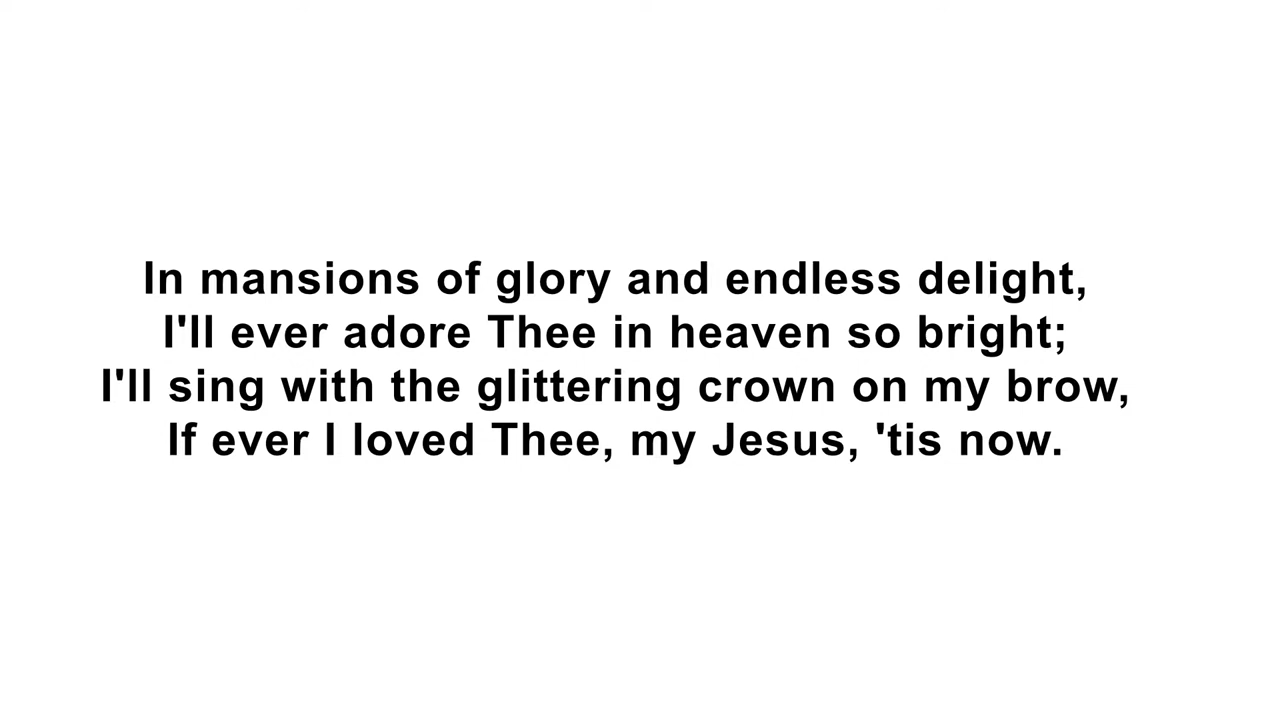 In mansions of glory and endless delight,
I'll ever adore Thee in heaven so bright;
I'll sing with the glittering crown on my brow,
If ever I loved Thee, my Jesus, 'tis now.